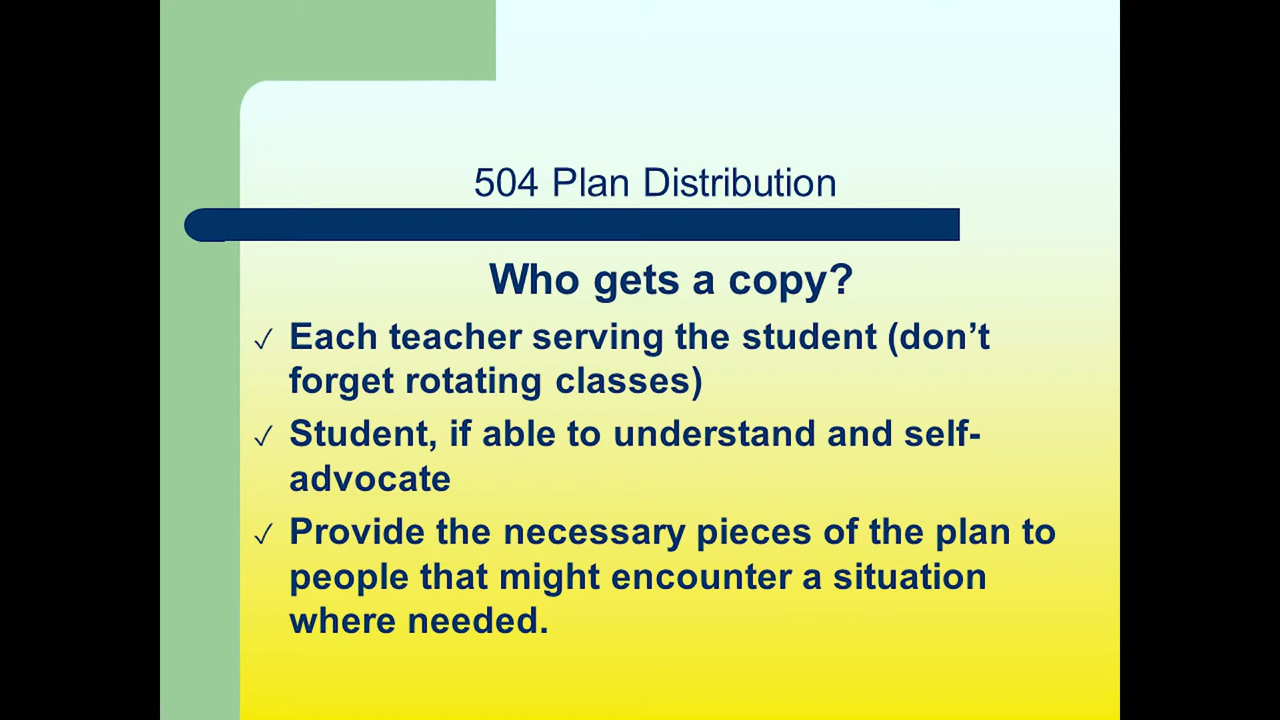 504 Plan Distribution
Who gets a copy?
✓ Each teacher serving the student (don’t
forget rotating classes)
✓ Student, if able to understand and self-
advocate
✓ Provide the necessary pieces of the plan to
people that might encounter a situation
where needed.